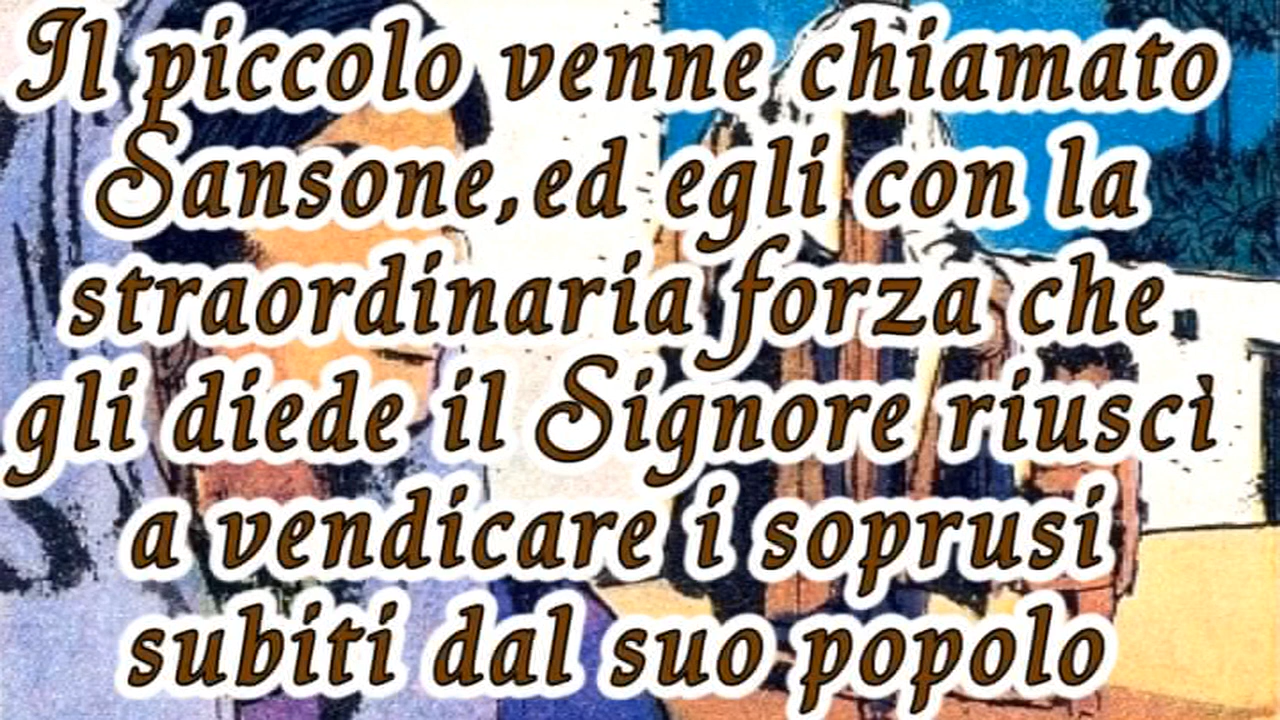 Il piccolo venne chiamato
Sansone,ed egli con la
straordinaria forza che
gli diede il Signore riuscì
a vendicare i soprusi
subiti dal suo popolo